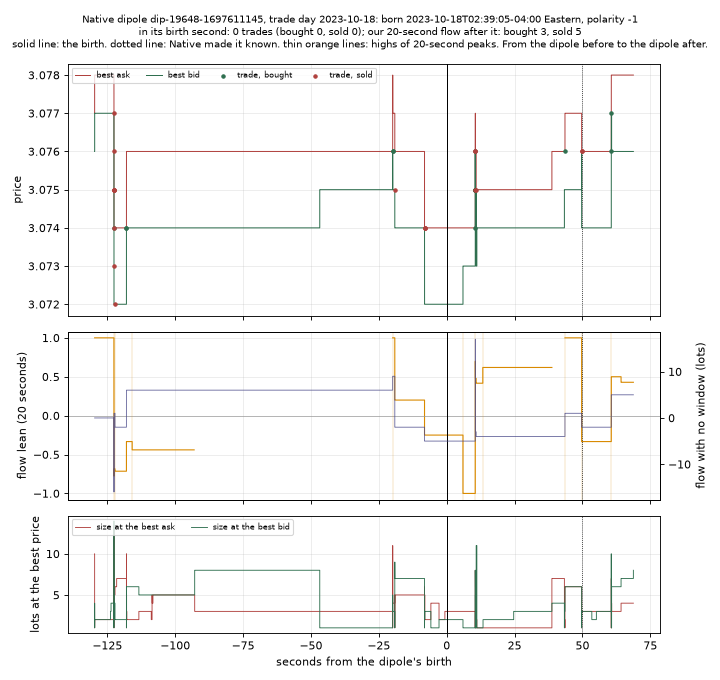 Native dipole dip-19648-1697611145, trade day 2023-10-18: born 2023-10-18T02:39:05-04:00 Eastern, polarity -1
in its birth second: 0 trades (bought 0, sold 0); our 20-second flow after it: bought 3, sold 5
solid line: the birth. dotted line: Native made it known. thin orange lines: highs of 20-second peaks. From the dipole before to the dipole after.
best ask
best bid
trade, bought
trade, sold
3.078
3.077
3.076
3.075
3.074
3.073
3.072
price
1.0
0.5
0.0
−0.5
−1.0
flow lean (20 seconds)
10
0
−10
flow with no window (lots)
size at the best ask
size at the best bid
10
5
lots at the best price
−125
−100
−75
−50
−25
0
25
50
75
seconds from the dipole's birth